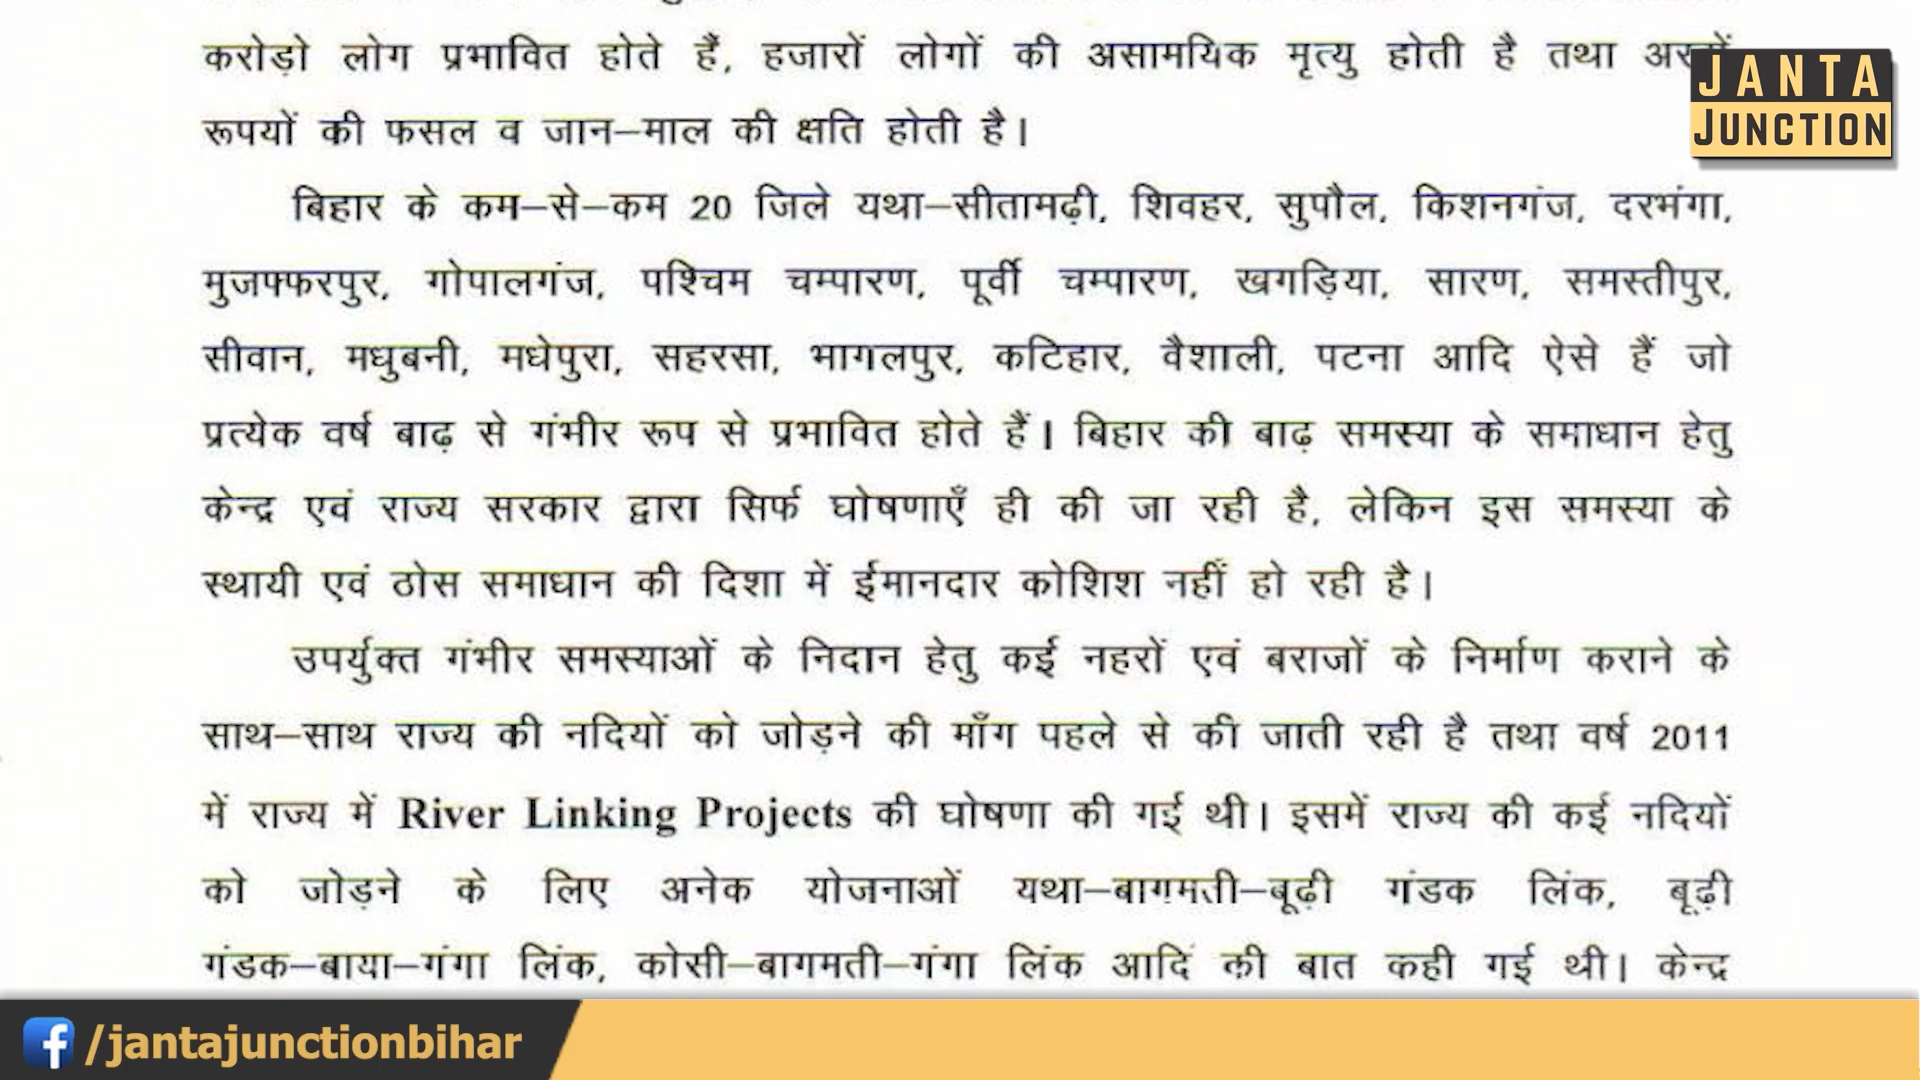 करोड़ो लोग प्रभावित होते हैं, हजारों लोगों की असामयिक मृत्यु होती है तथा
JANTA
JUNCTION
रूपयों की फसल व जान–माल की क्षति होती है।
बिहार के कम–से–कम 20 जिले यथा–सीतामढ़ी, शिवहर, सुपौल, किशनगंज, दरभंगा,
मुजफ्फरपुर, गोपालगंज, पश्चिम चम्पारण, पूर्वी चम्पारण, खगड़िया, सारण, समस्तीपुर,
सीवान, मधुबनी, मधेपुरा, सहरसा, भागलपुर, कटिहार, वैशाली, पटना आदि ऐसे हैं जो
प्रत्येक वर्ष बाढ़ से गंभीर रूप से प्रभावित होते हैं। बिहार की बाढ़ समस्या के समाधान हेतु
केन्द्र एवं राज्य सरकार द्वारा सिर्फ घोषणाएँ ही की जा रही है, लेकिन इस समस्या के
स्थायी एवं ठोस समाधान की दिशा में ईमानदार कोशिश नहीं हो रही है।
उपर्युक्त गंभीर समस्याओं के निदान हेतु कई नहरों एवं बराजों के निर्माण कराने के
साथ–साथ राज्य की नदियों को जोड़ने की माँग पहले से की जाती रही है तथा वर्ष 2011
में राज्य में River Linking Projects की घोषणा की गई थी। इसमें राज्य की कई नदियों
को जोड़ने के लिए अनेक योजनाओं यथा–बागमती–बूढ़ी गंडक लिंक, बूढ़ी
गंडक–बाया–गंगा लिंक, कोसी–बागमती–गंगा लिंक आदि की बात कही गई थी। केन्द्र
/jantajunctionbihar